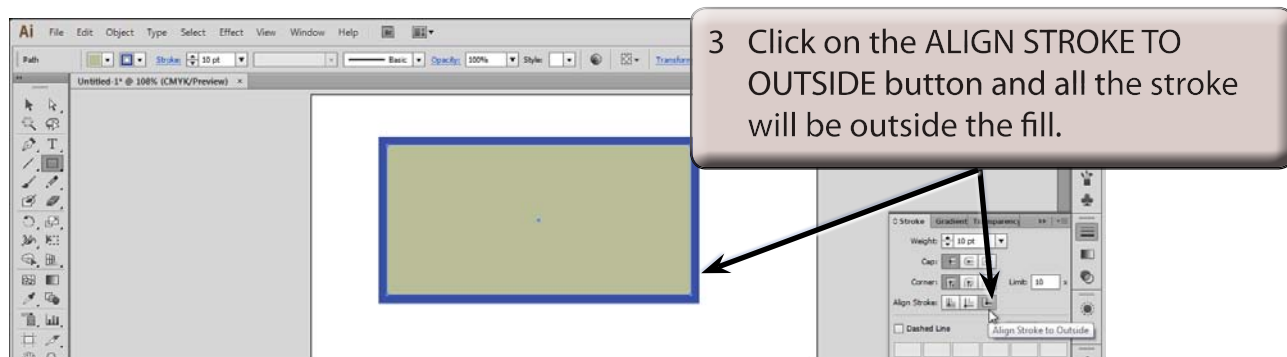 Ai File Edit Object Type Select Effect View Window Help Br
Path Stroke: 10 pt Basic Opacity: 100% Style: Transform
Untitled-1* @ 108% (CMYK/Preview) ×
3 Click on the ALIGN STROKE TO
OUTSIDE button and all the stroke
will be outside the fill.
Stroke Gradient Transparency
Weight: 10 pt
Cap:
Corner: Limit: 10 x
Align Stroke:
Dashed Line
Align Stroke to Outside